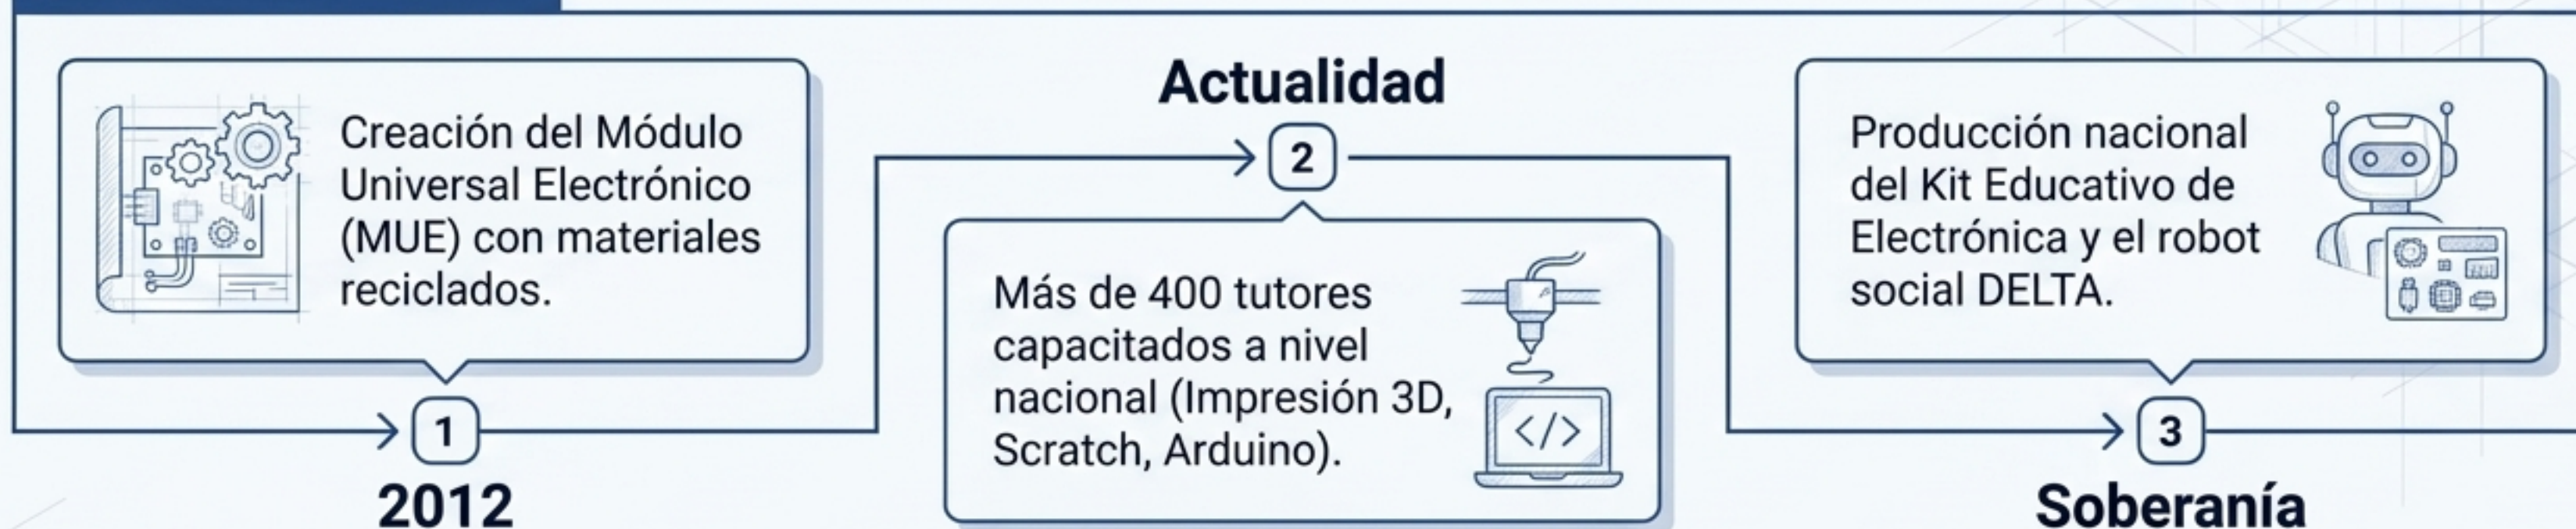 Creación del Módulo
Universal Electrónico
(MUE) con materiales
reciclados.
1
2012
Actualidad
2
Más de 400 tutores
capacitados a nivel
nacional (Impresión 3D,
Scratch, Arduino).
</>
Producción nacional
del Kit Educativo de
Electrónica y el robot
social DELTA.
3
Soberanía